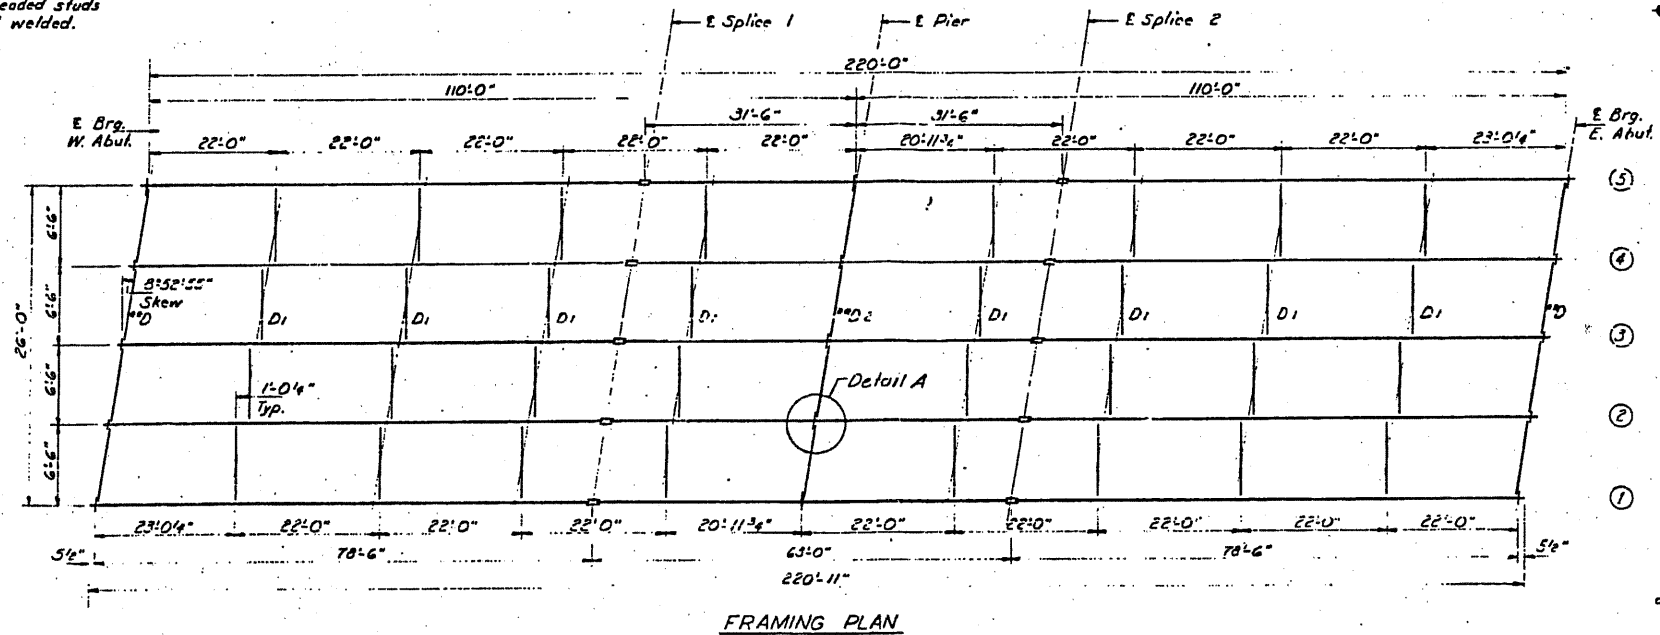 eaded studs
welded.
℄ Splice 1
℄ Pier
℄ Splice 2
220'-0"
110'-0"
110'-0"
31'-6"
31'-6"
℄ Brg.
W. Abut.
℄ Brg.
E. Abut.
22'-0"
22'-0"
22'-0"
22'-0"
22'-0"
20'-11¾"
22'-0"
22'-0"
22'-0"
23'-0¼"
5
6'-6"
4
8°52'55"
Skew
6'-6"
26'-0"
**D
D1
D1
D1
D1
**D2
D1
D1
D1
D1
**D
3
6'-6"
1'-0¼"
Typ.
Detail A
2
6'-6"
1
23'-0¼"
22'-0"
22'-0"
22'-0"
20'-11¾"
22'-0"
22'-0"
22'-0"
22'-0"
22'-0"
5½"
78'-6"
63'-0"
78'-6"
5½"
220'-11"
FRAMING PLAN